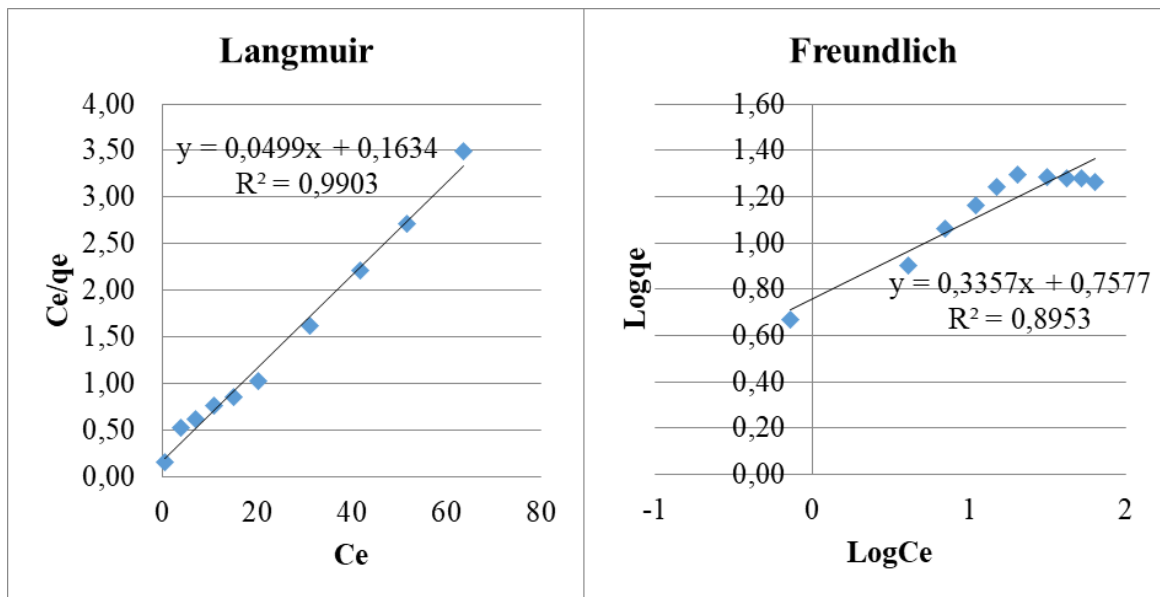 Langmuir
4,00
3,50
3,00
2,50
2,00
1,50
1,00
0,50
0,00
y = 0,0499x + 0,1634
R² = 0,9903
Ce/qe
0
20
40
60
80
Ce
Freundlich
1,60
1,40
1,20
1,00
0,80
0,60
0,40
0,20
0,00
y = 0,3357x + 0,7577
R² = 0,8953
Logqe
-1
0
1
2
LogCe